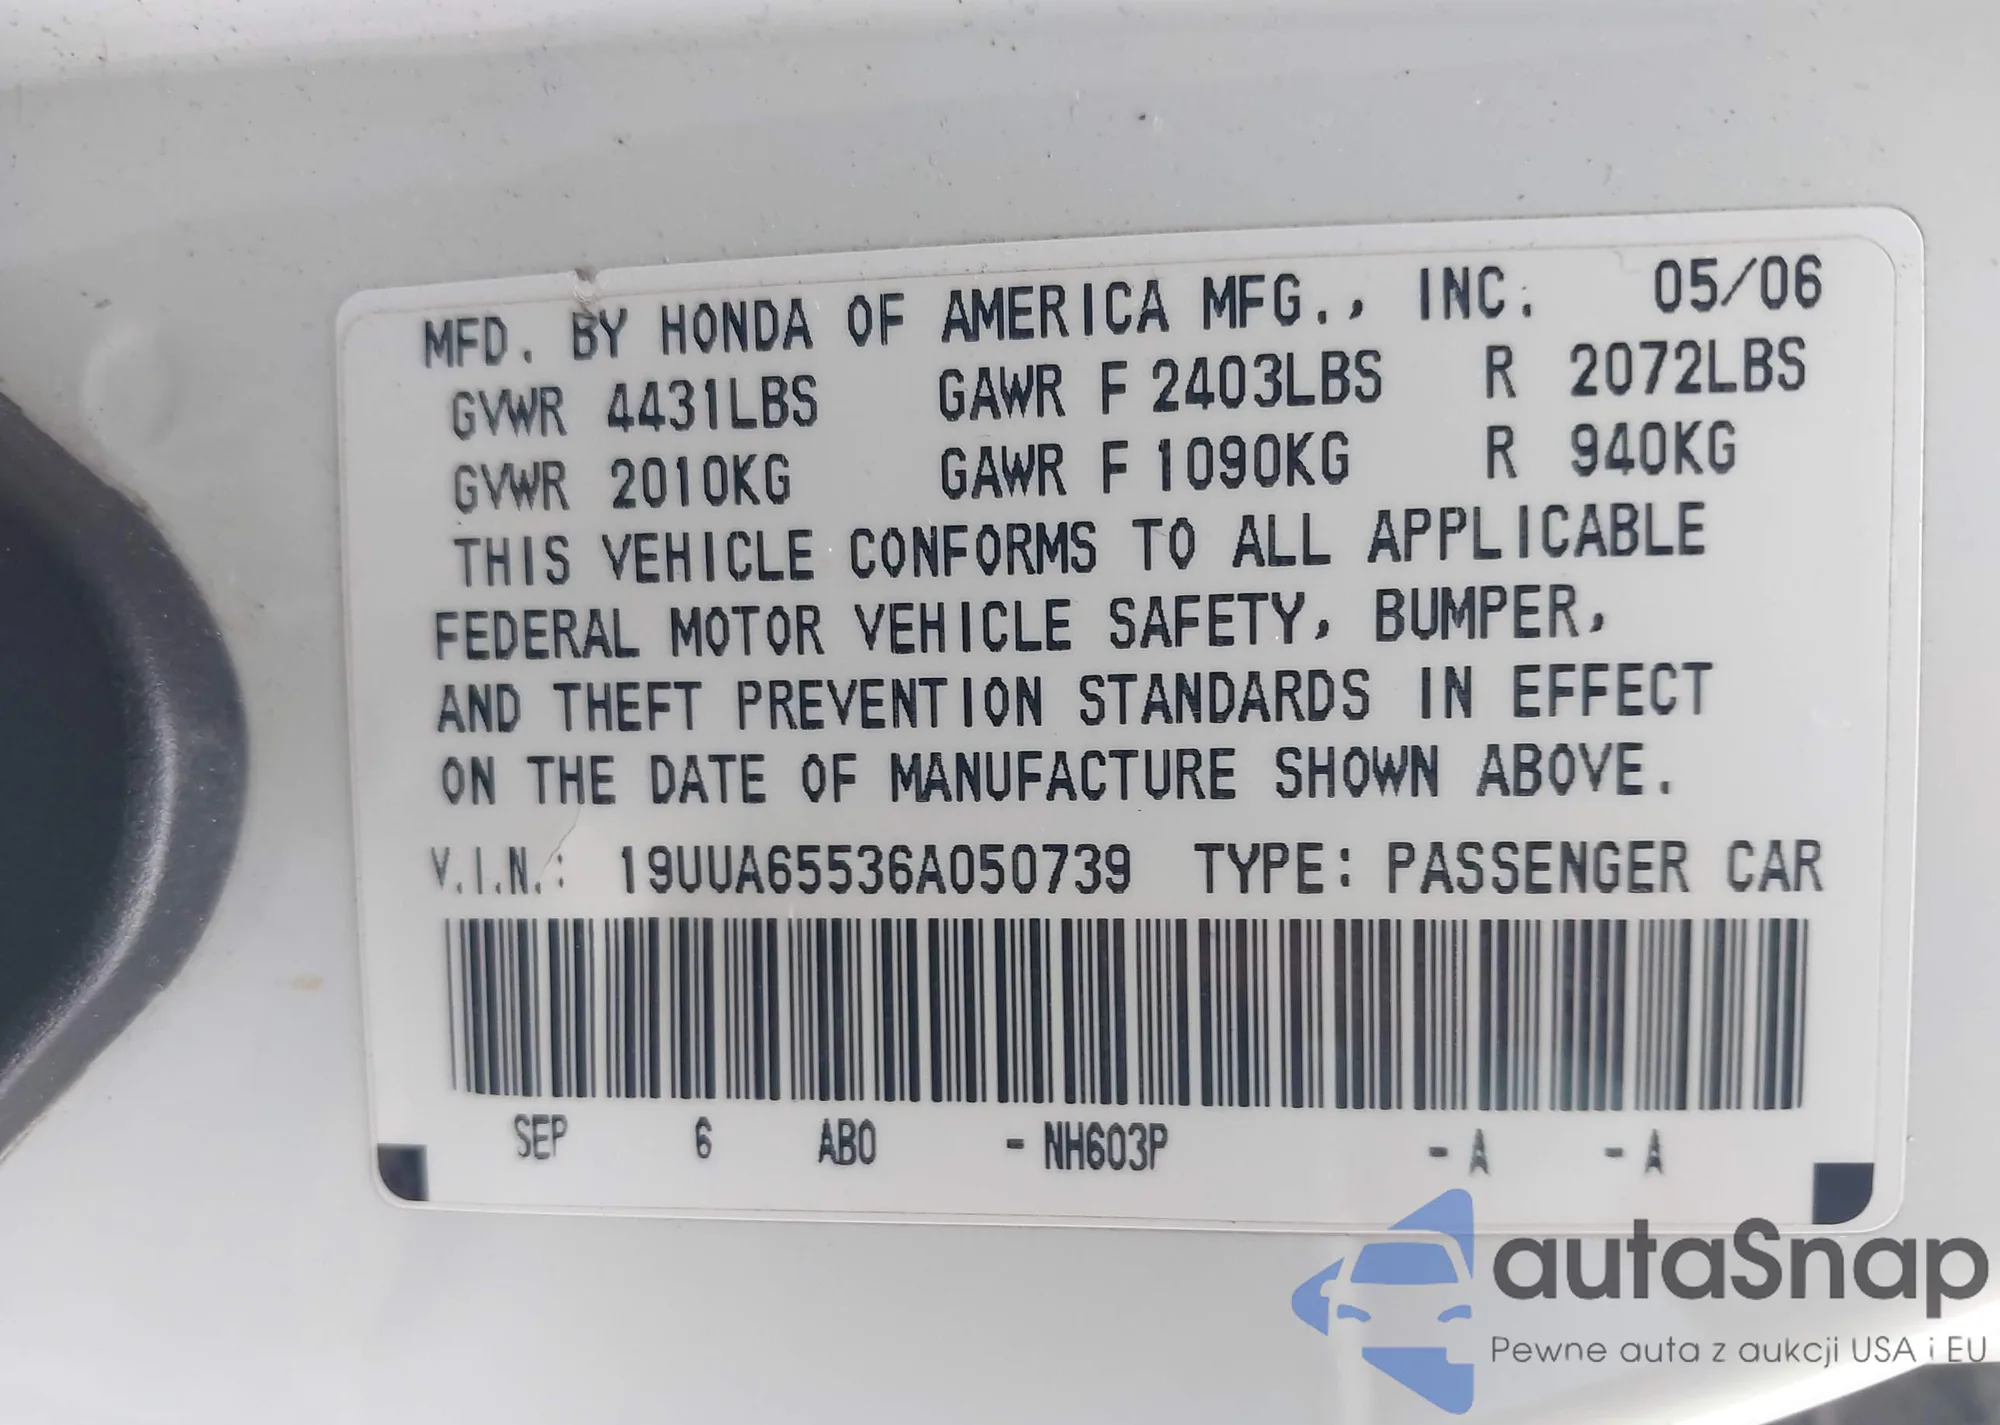 MFD. BY HONDA OF AMERICA MFG., INC. 05/06
GVWR 4431LBS GAWR F 2403LBS R 2072LBS
GVWR 2010KG GAWR F 1090KG R 940KG
THIS VEHICLE CONFORMS TO ALL APPLICABLE
FEDERAL MOTOR VEHICLE SAFETY, BUMPER,
AND THEFT PREVENTION STANDARDS IN EFFECT
ON THE DATE OF MANUFACTURE SHOWN ABOVE.
V.I.N.: 19UUA65536A050739 TYPE: PASSENGER CAR
SEP 6 AB0 - NH603P - A - A
autaSnap
Pewne auta z aukcji USA i EU